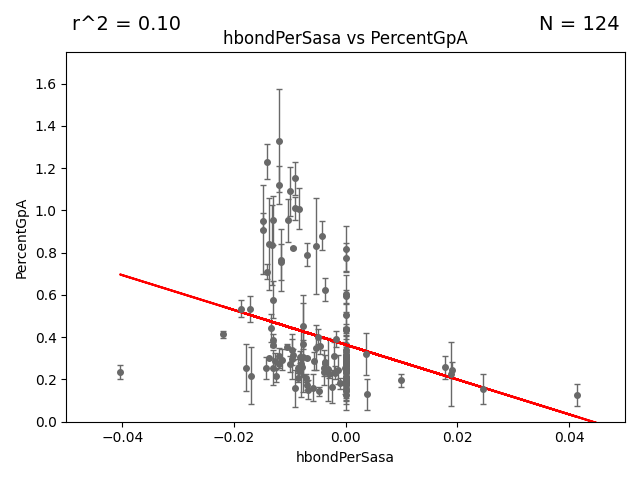 r^2 = 0.10
N = 124
hbondPerSasa vs PercentGpA
PercentGpA
1.6
1.4
1.2
1.0
0.8
0.6
0.4
0.2
0.0
−0.04
−0.02
0.00
0.02
0.04
hbondPerSasa